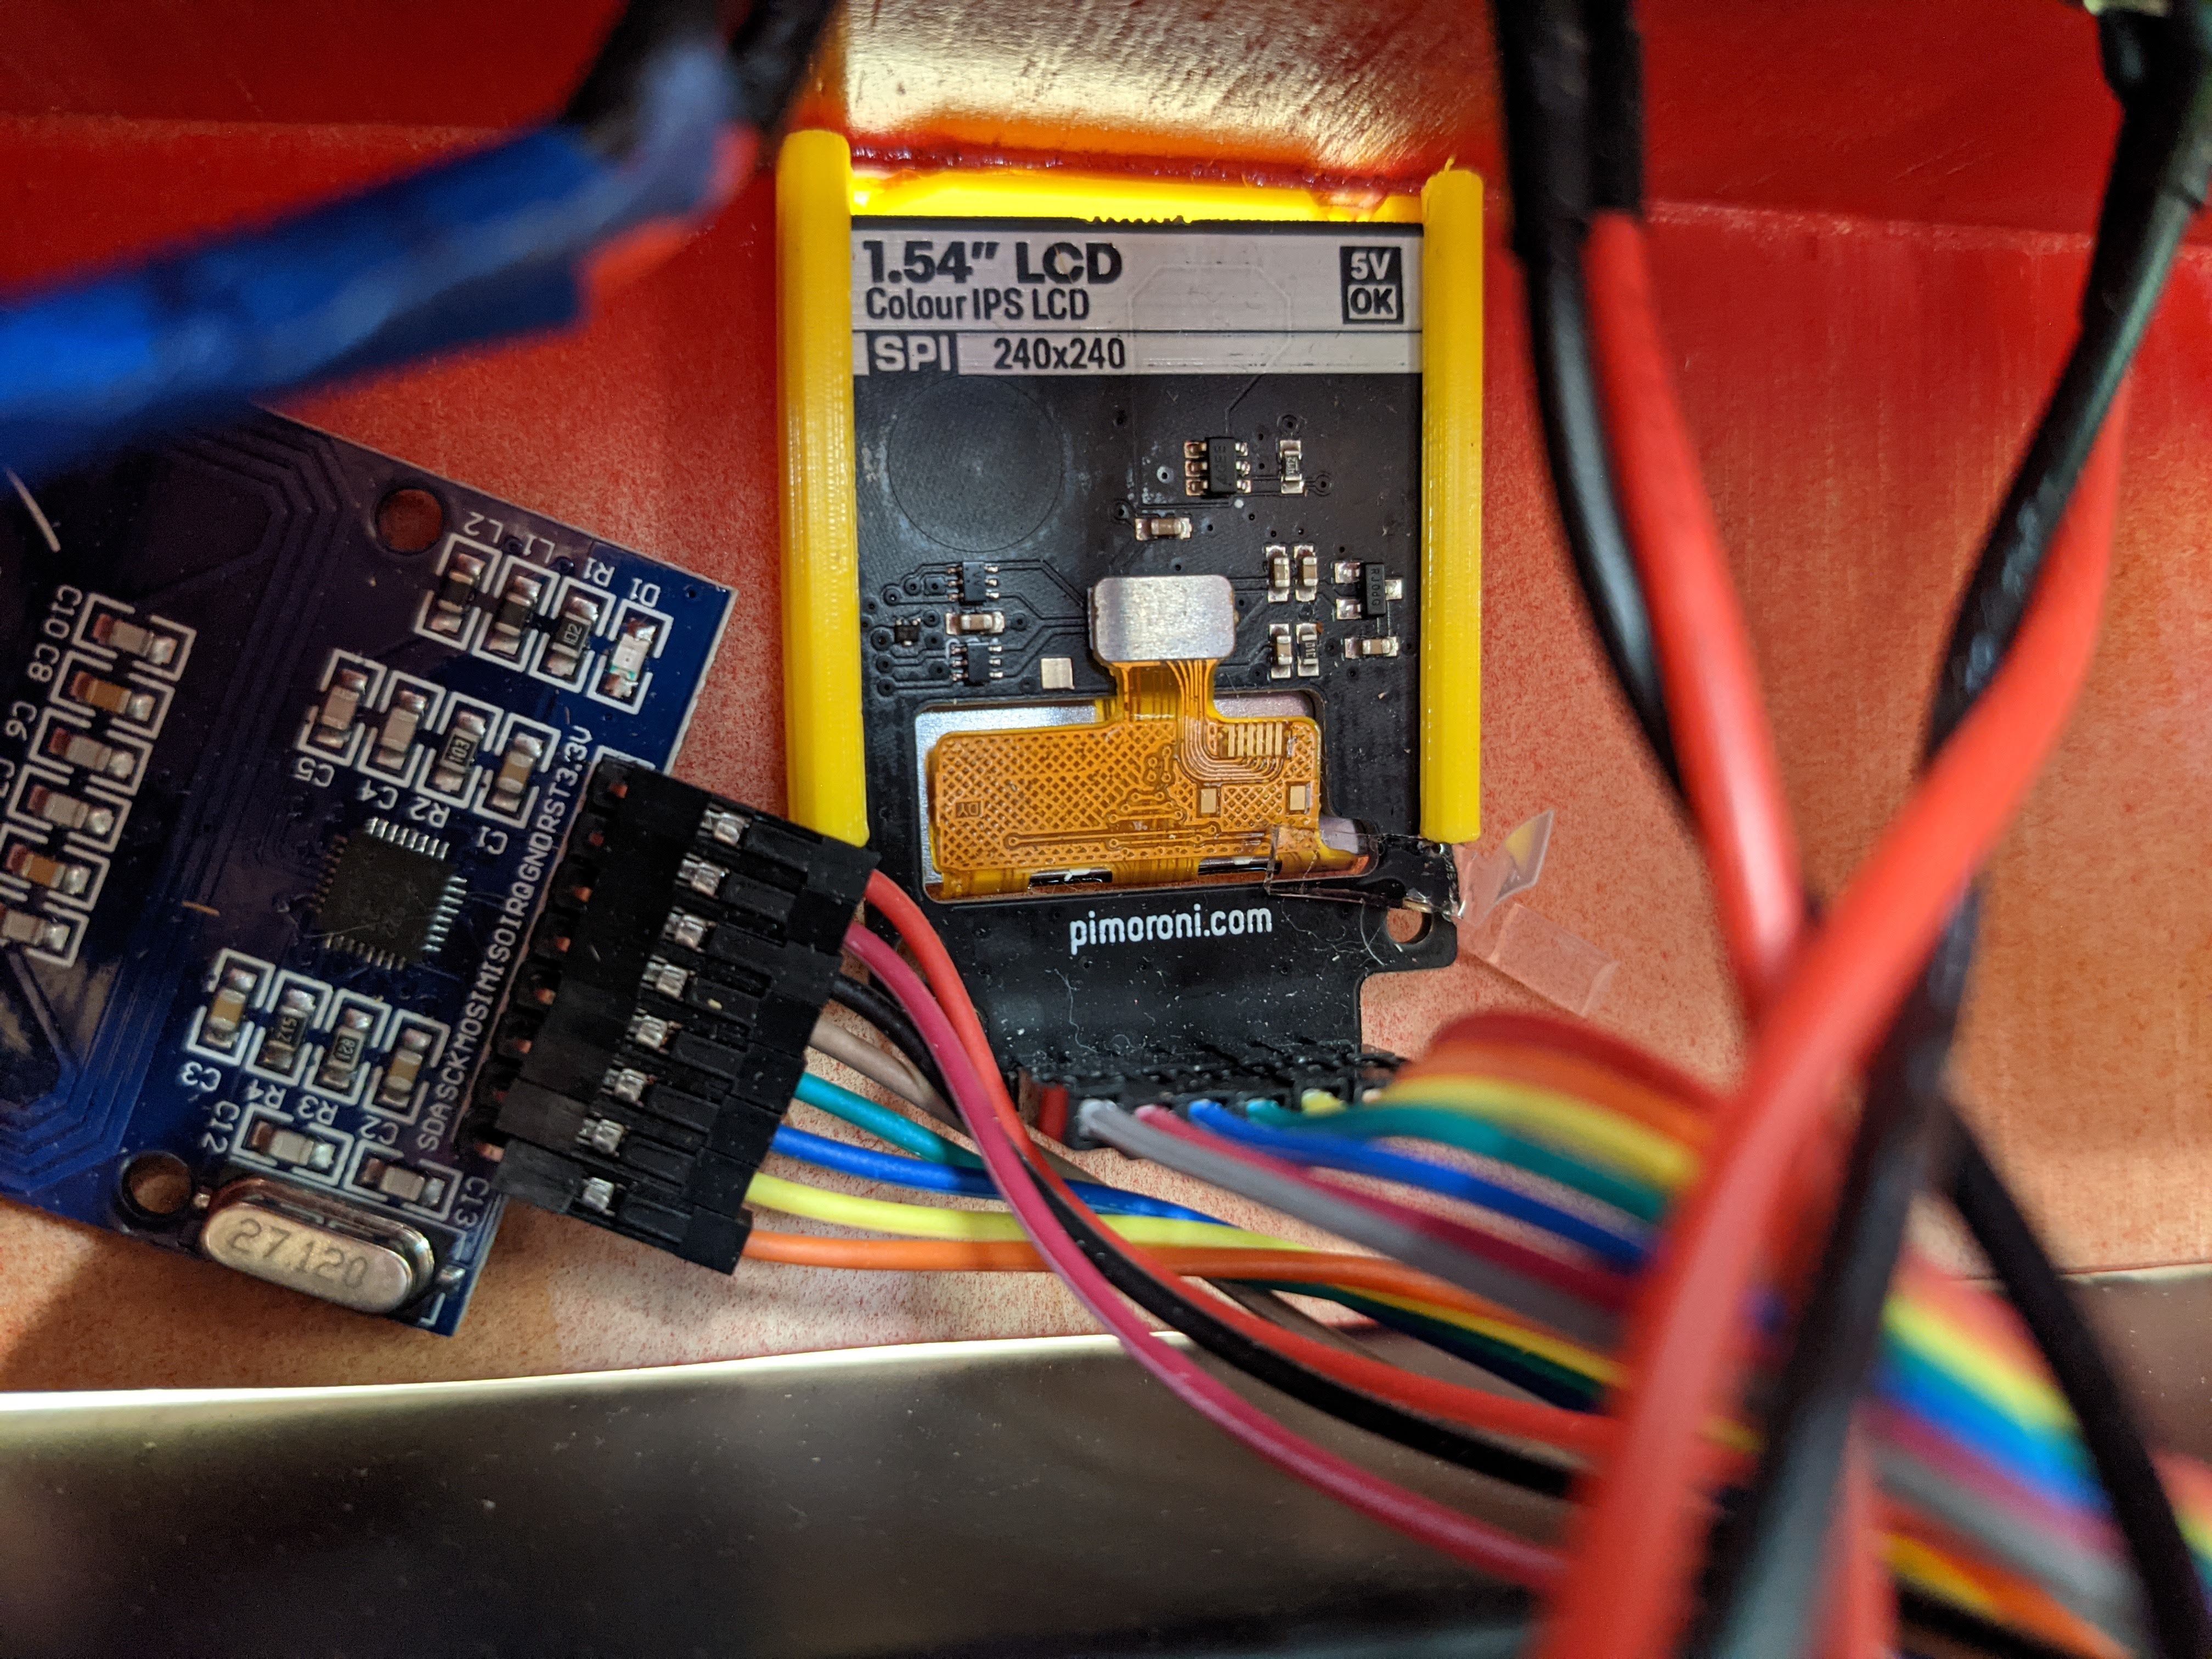 1.54" LCD
Colour IPS LCD
5V
OK
SPI 240x240
pimoroni.com
L2
L1
R1
D1
C10
C8
C6
C5
C4
R2
C1
103
SDA SCK MOSI MISO IRQ GND RST 3.3V
C3
R4
R3
C2
C12
C13
27.120